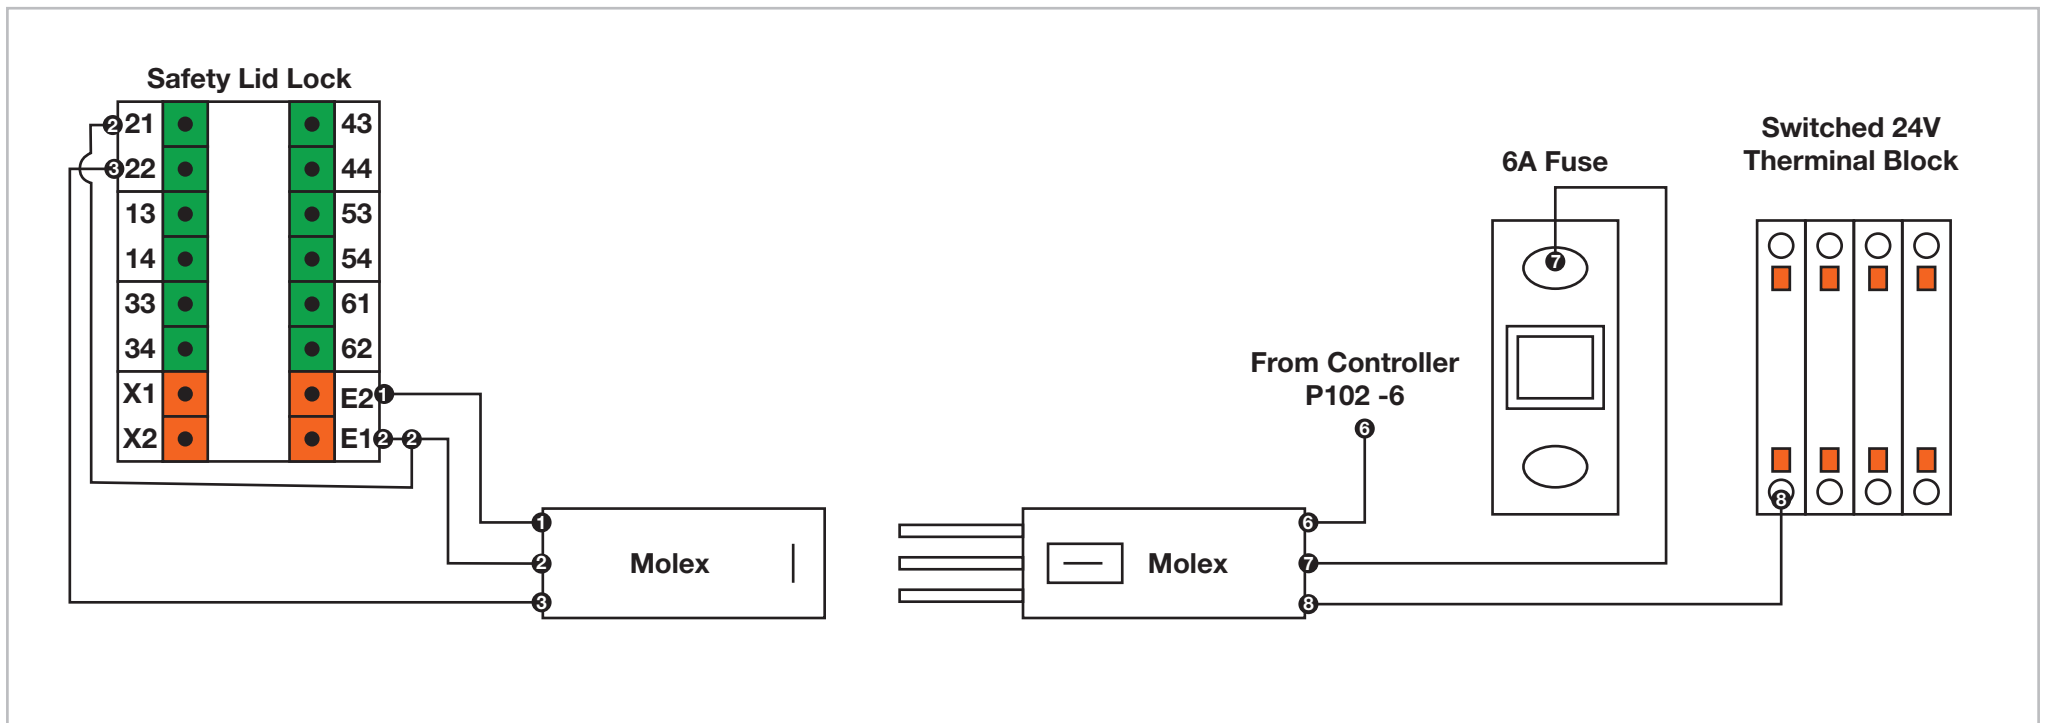 Safety Lid Lock
2 21 43
3 22 44
13 53
14 54
33 61
34 62
X1 E2 1
X2 E1 2 2
1
2 Molex
3
From Controller
P102 -6
6
Molex 6
7
8
6A Fuse
7
Switched 24V
Therminal Block
8